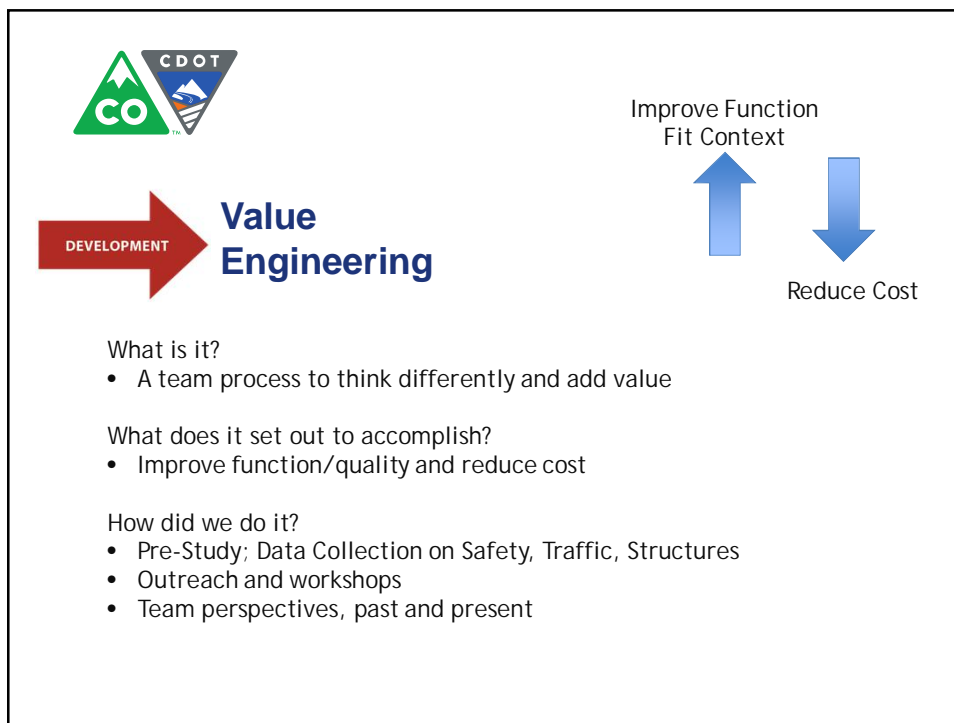 CDOT
CO
TM
Improve Function
Fit Context
DEVELOPMENT
Value
Engineering
Reduce Cost
What is it?
• A team process to think differently and add value
What does it set out to accomplish?
• Improve function/quality and reduce cost
How did we do it?
• Pre-Study; Data Collection on Safety, Traffic, Structures
• Outreach and workshops
• Team perspectives, past and present